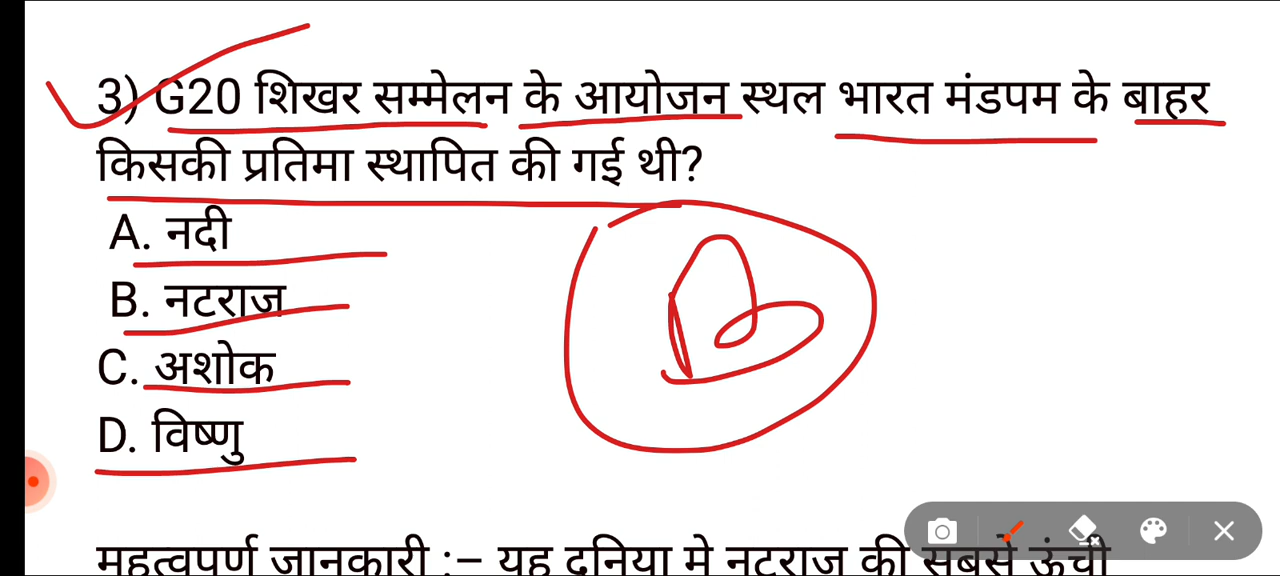 3) G20 शिखर सम्मेलन के आयोजन स्थल भारत मंडपम के बाहर
किसकी प्रतिमा स्थापित की गई थी?
A. नदी
B. नटराज
C. अशोक
D. विष्णु
B
महत्वपूर्ण जानकारी :– यह दुनिया मे नटराज की सबसे ऊंची